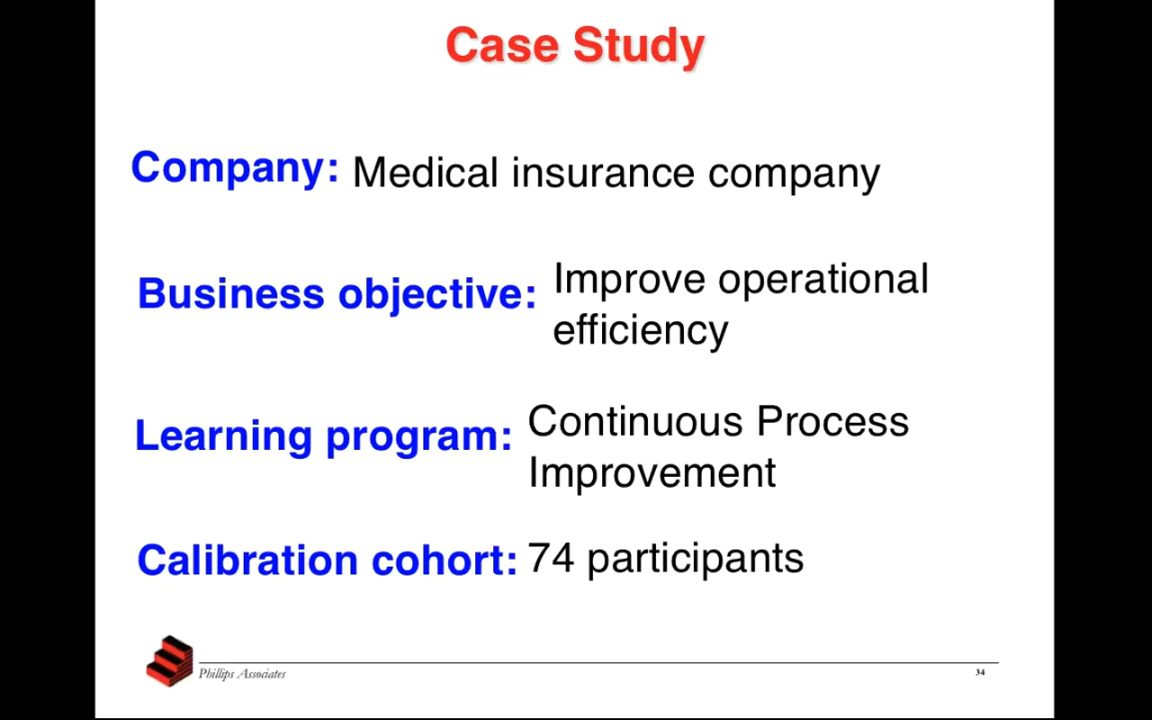 Case Study
Company: Medical insurance company
Business objective: Improve operational
efficiency
Learning program: Continuous Process
Improvement
Calibration cohort: 74 participants
Phillips Associates
34